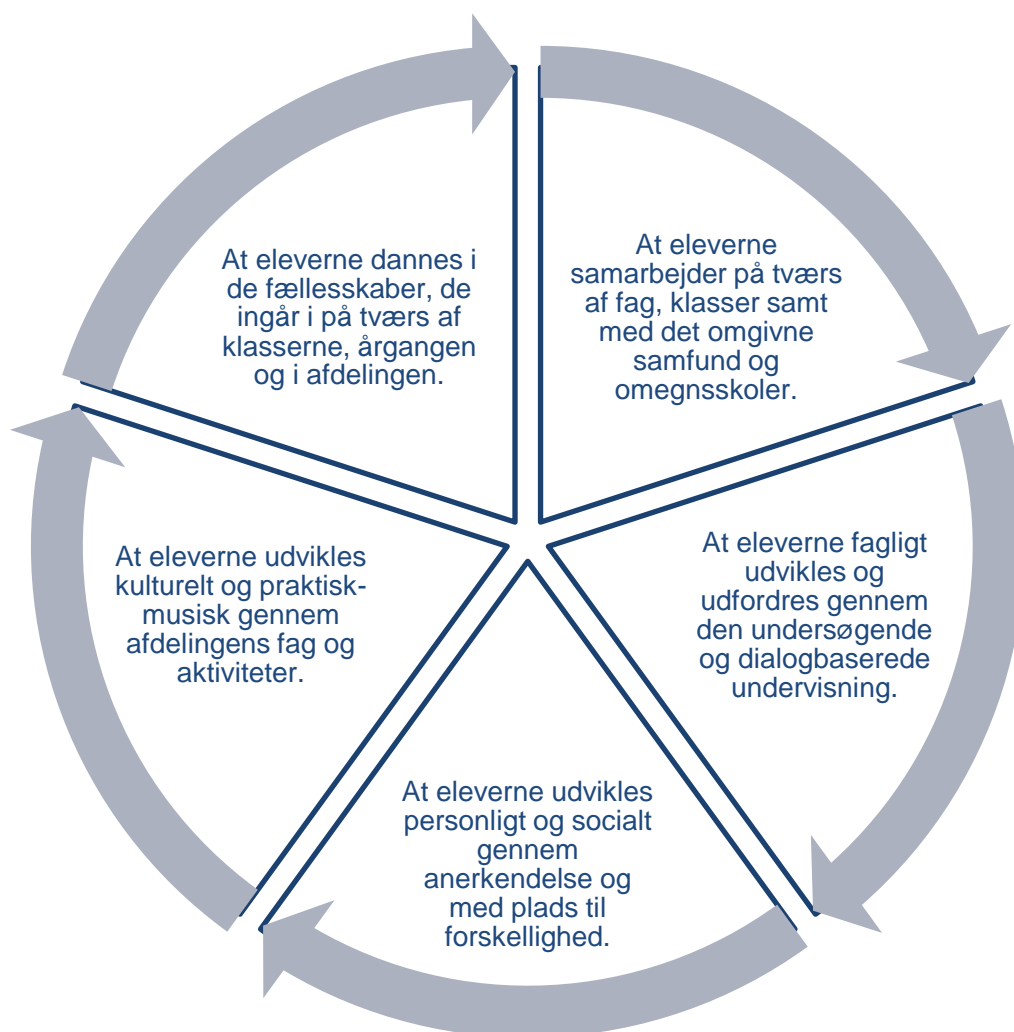 At eleverne dannes i
de fællesskaber, de
ingår i på tværs af
klasserne, årgangen
og i afdelingen.
At eleverne
samarbejder på tværs
af fag, klasser samt
med det omgivne
samfund og
omegnsskoler.
At eleverne fagligt
udvikles og
udfordres gennem
den undersøgende
og dialogbaserede
undervisning.
At eleverne udvikles
personligt og socialt
gennem
anerkendelse og
med plads til
forskellighed.
At eleverne udvikles
kulturelt og praktisk-
musisk gennem
afdelingens fag og
aktiviteter.